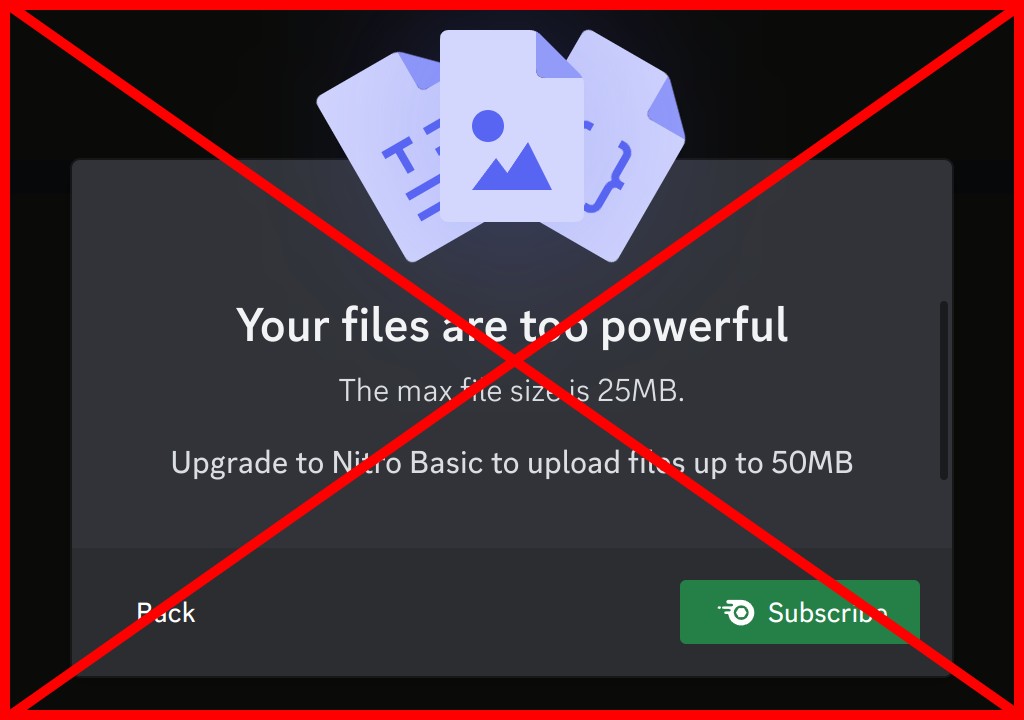 Your files are too powerful
The max file size is 25MB.
Upgrade to Nitro Basic to upload files up to 50MB
Back
Subscribe